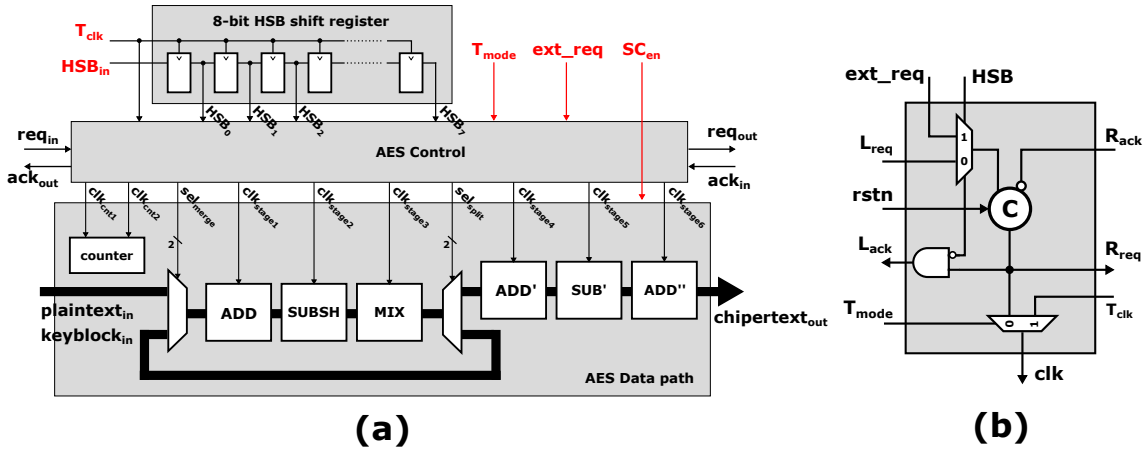 8-bit HSB shift register
Tclk
HSBin
Tmode
ext_req
SCen
HSB0
HSB1
HSB2
HSB7
reqin
ackout
AES Control
reqout
ackin
clkcnt1
clkcnt2
selmerge
clkstage1
clkstage2
clkstage3
selsplit
clkstage4
clkstage5
clkstage6
counter
2
2
ADD
SUBSH
MIX
ADD'
SUB'
ADD''
plaintextin
keyblockin
chipertextout
AES Data path
(a)
ext_req
HSB
1
0
Lreq
Rack
rstn
C
Lack
Rreq
Tmode
Tclk
0
1
clk
(b)